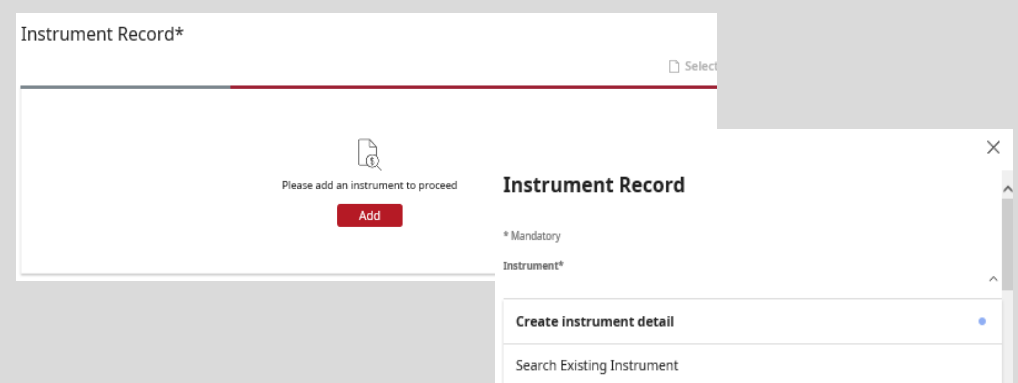 Instrument Record*
Select
Please add an instrument to proceed
Add
Instrument Record
* Mandatory
Instrument*
Create instrument detail
Search Existing Instrument